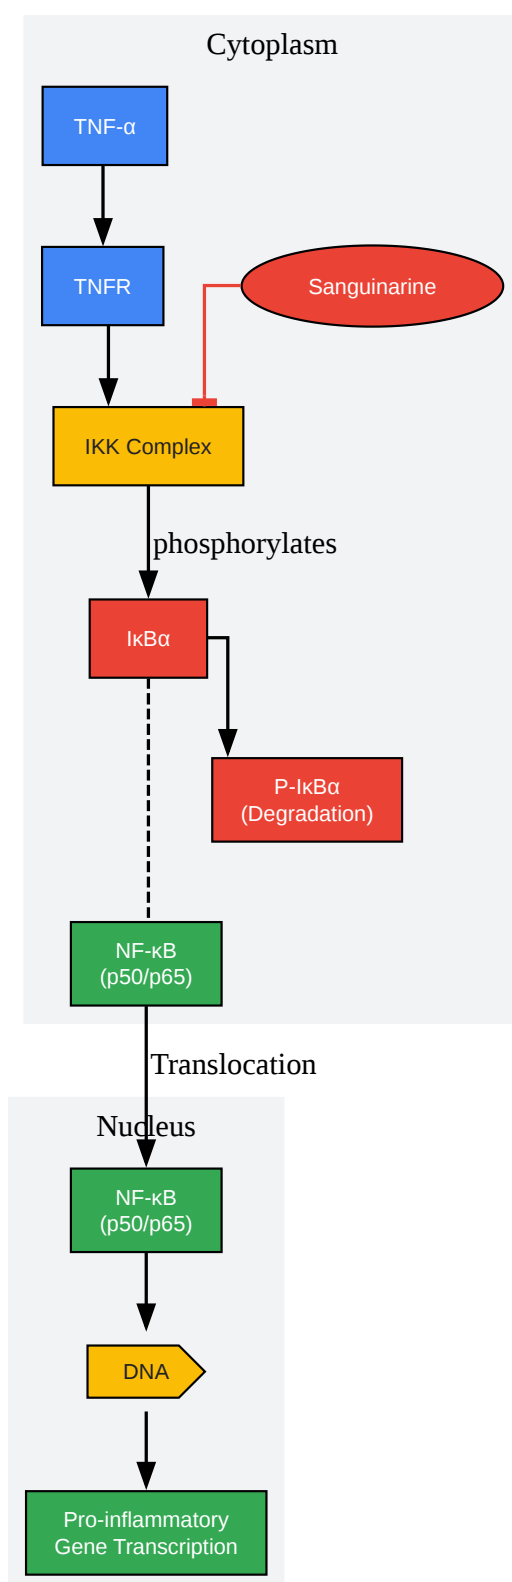 Cytoplasm
TNF-α
TNFR
Sanguinarine
IKK Complex
phosphorylates
IκBα
P-IκBα
(Degradation)
NF-κB
(p50/p65)
Translocation
Nucleus
NF-κB
(p50/p65)
DNA
Pro-inflammatory
Gene Transcription